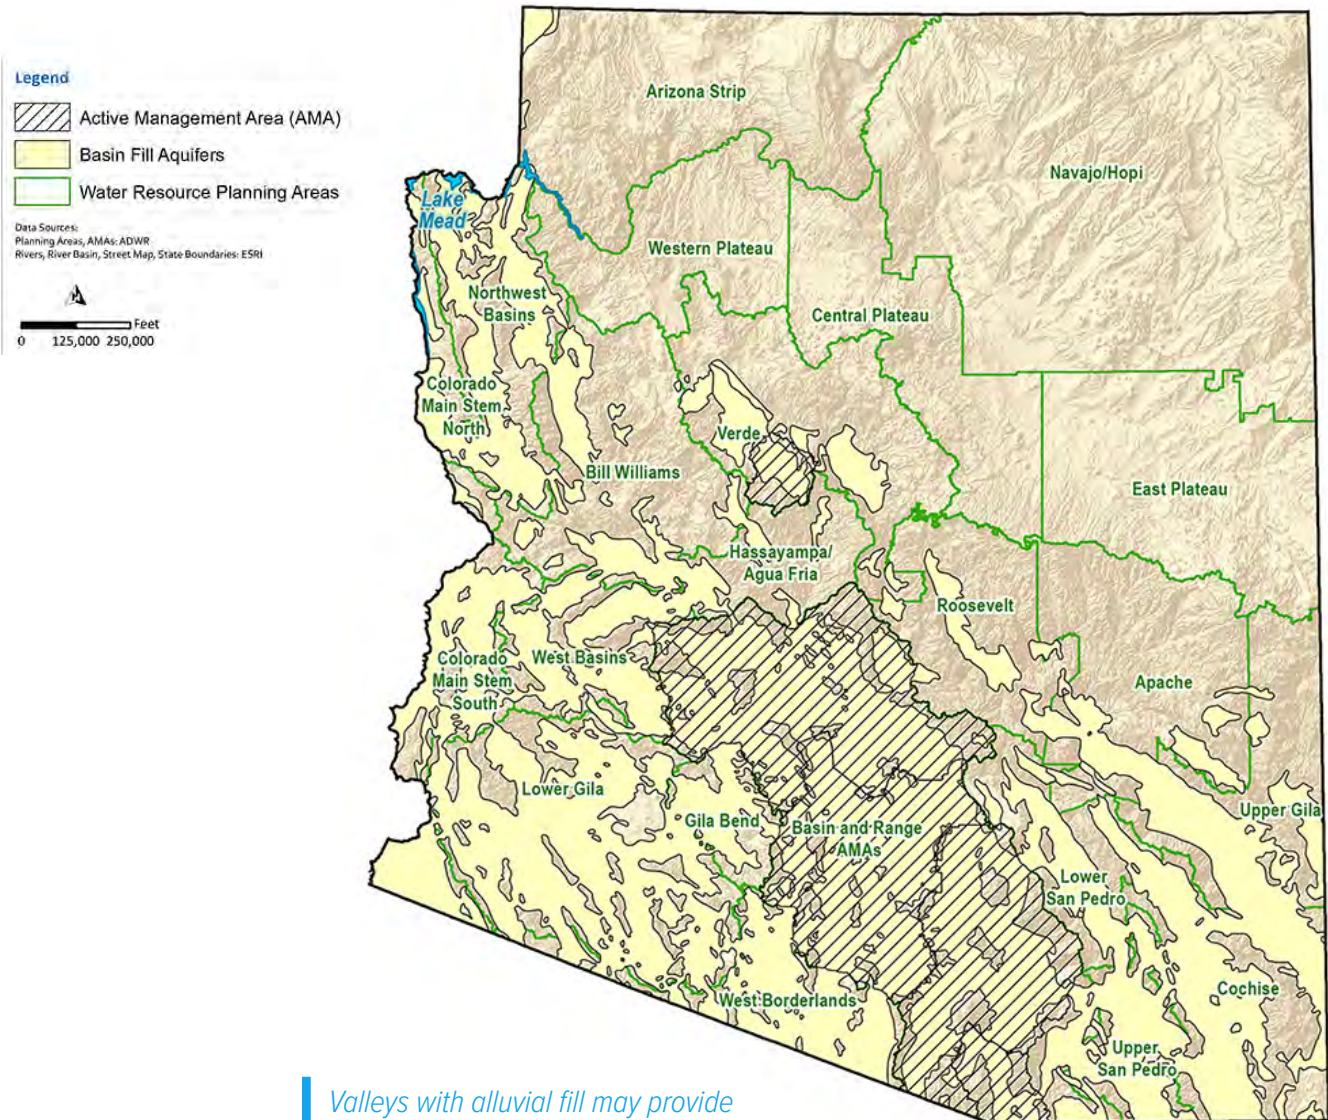 Legend
Active Management Area (AMA)
Basin Fill Aquifers
Water Resource Planning Areas
Data Sources:
Planning Areas, AMAs: ADWR
Rivers, River Basin, Street Map, State Boundaries: ESRI
N
Feet
0 125,000 250,000
Arizona Strip
Navajo/Hopi
Lake
Mead
Western Plateau
Northwest
Basins
Central Plateau
Colorado
Main Stem
North
Verde
Bill Williams
East Plateau
Hassayampa/
Agua Fria
Roosevelt
Colorado
Main Stem
South
West Basins
Apache
Lower Gila
Gila Bend
Basin and Range
AMAs
Upper Gila
Lower
San Pedro
Cochise
West Borderlands
Upper
San Pedro
Valleys with alluvial fill may provide